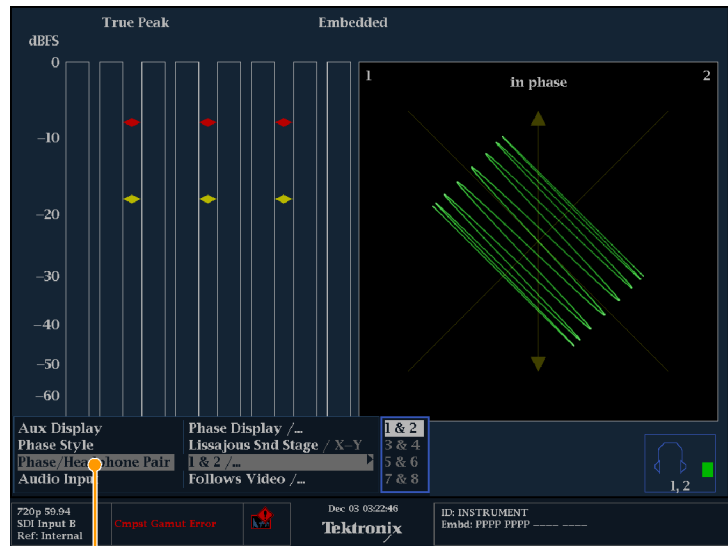 True Peak Embedded
dBFS
0
-10
-20
-30
-40
-50
-60
1 in phase 2
Aux Display Phase Display /... 1 & 2
Phase Style Lissajous Snd Stage / X-Y 3 & 4
Phase/Headphone Pair 1 & 2 /... 5 & 6
Audio Input Follows Video /... 7 & 8
1, 2
720p 59.94
SDI Input B
Ref: Internal
Cmpst Gamut Error
Dec 03 03:22:46
Tektronix
ID: INSTRUMENT
Embd: PPPP PPPP ---- ----